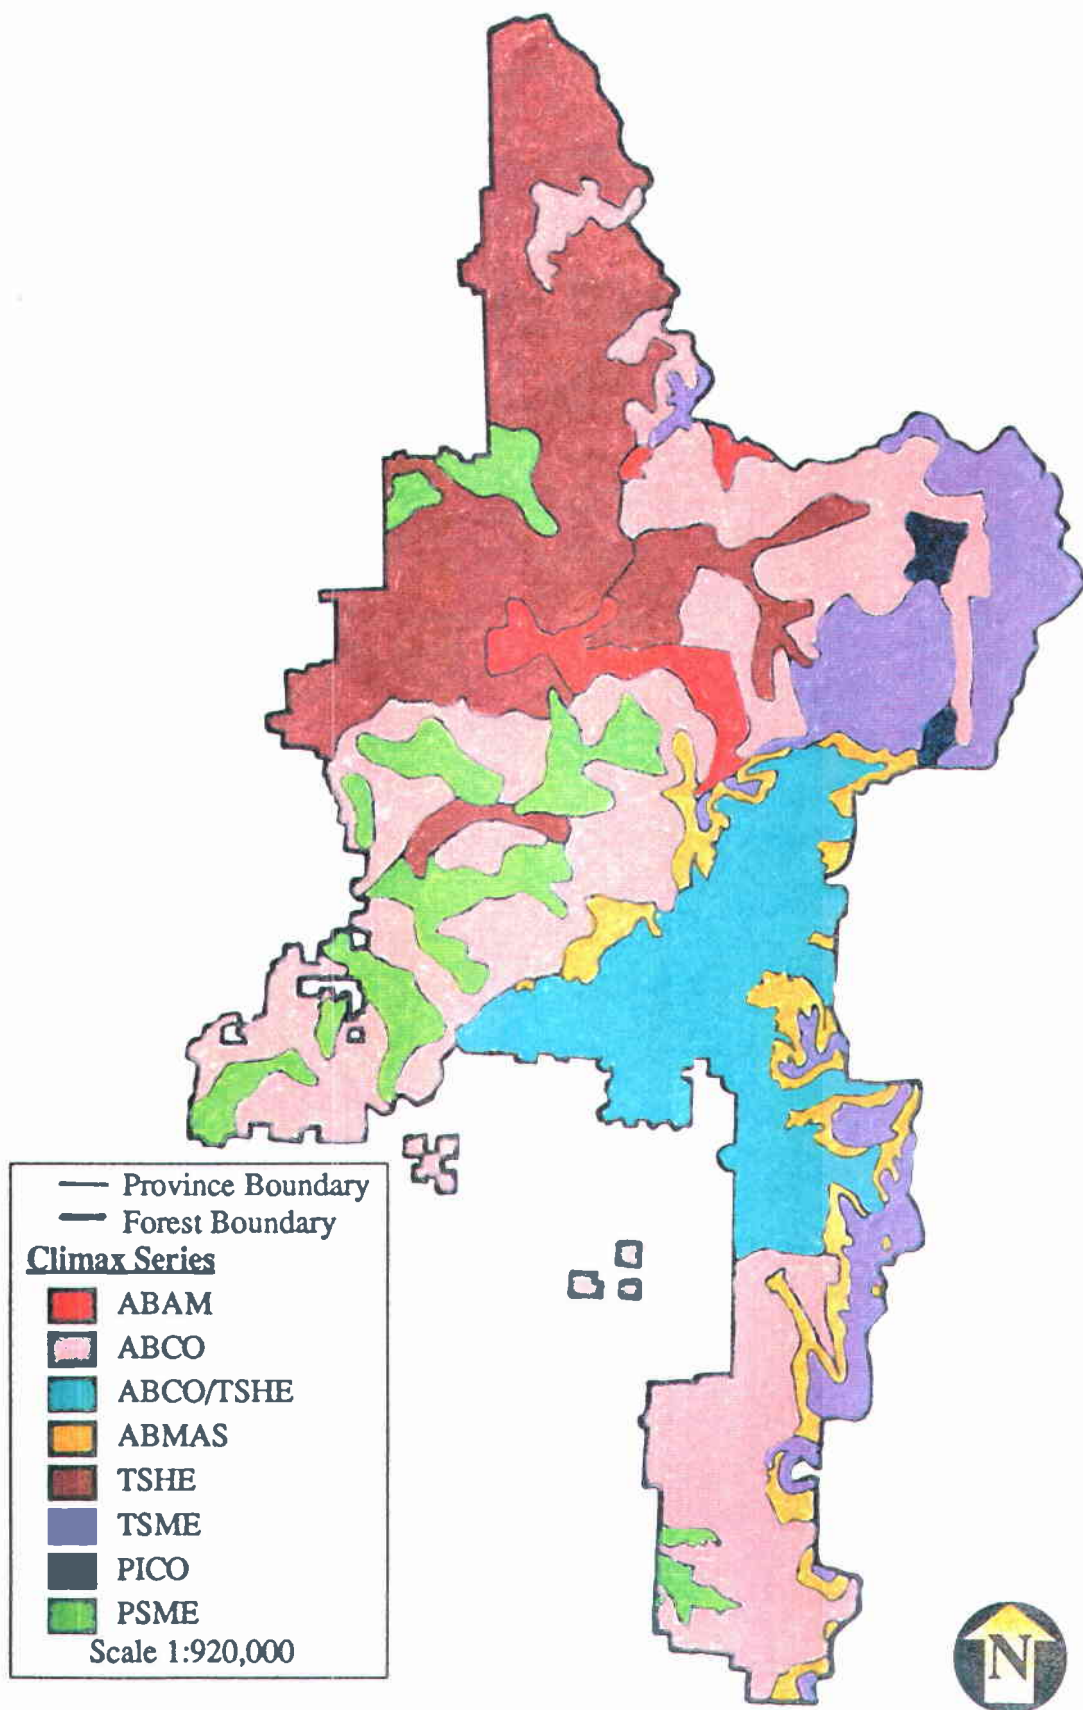 Province Boundary
Forest Boundary
Climax Series
ABAM
ABCO
ABCO/TSHE
ABMAS
TSHE
TSME
PICO
PSME
Scale 1:920,000
N